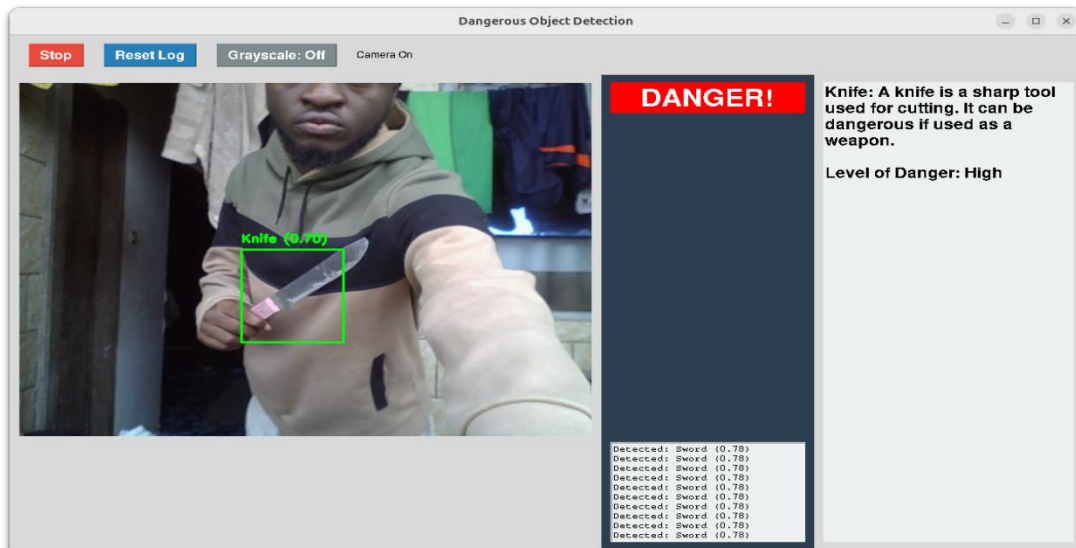 Dangerous Object Detection
Stop Reset Log Grayscale: Off Camera On
Knife (0.70)
DANGER!
Detected: Sword (0.78)
Detected: Sword (0.78)
Detected: Sword (0.78)
Detected: Sword (0.78)
Detected: Sword (0.78)
Detected: Sword (0.78)
Detected: Sword (0.78)
Detected: Sword (0.78)
Detected: Sword (0.78)
Detected: Sword (0.78)
Knife: A knife is a sharp tool
used for cutting. It can be
dangerous if used as a
weapon.
Level of Danger: High